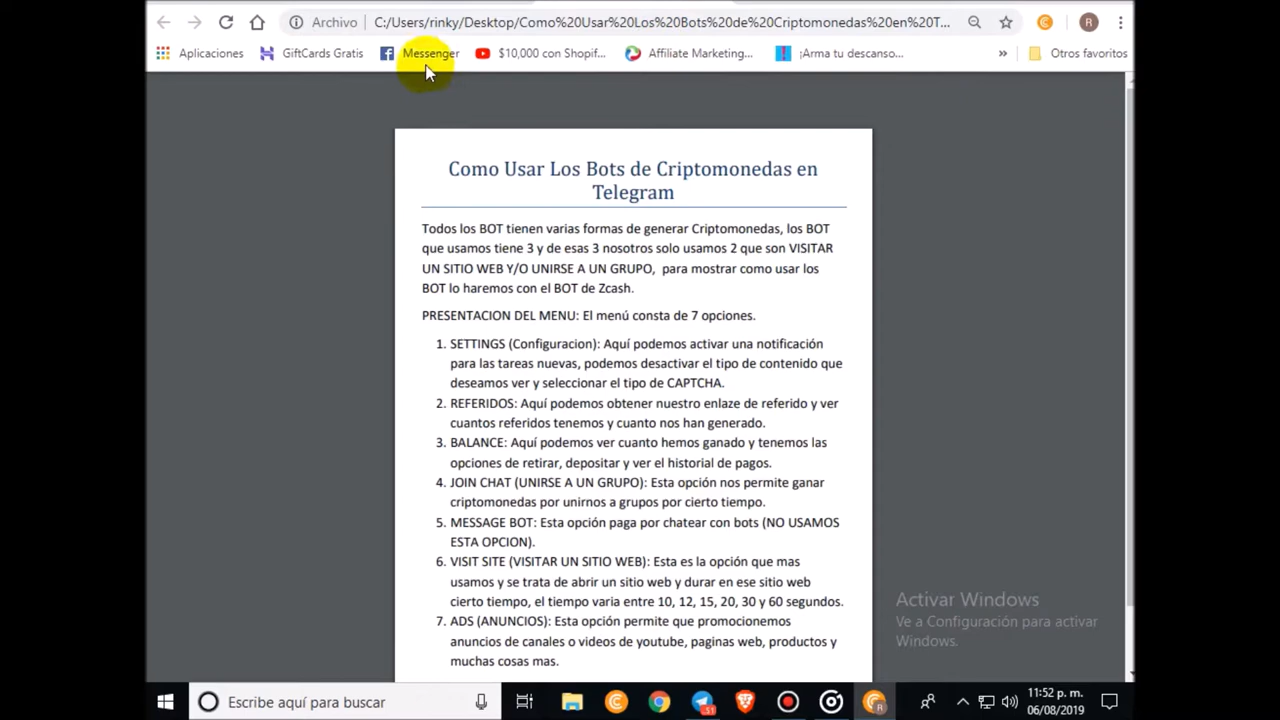 Archivo
C:/Users/rinky/Desktop/Como%20Usar%20Los%20Bots%20de%20Criptomonedas%20en%20T...
R
Aplicaciones
GiftCards Gratis
Messenger
$10,000 con Shopif...
Affiliate Marketing...
¡Arma tu descanso...
»
Otros favoritos
Como Usar Los Bots de Criptomonedas en
Telegram
Todos los BOT tienen varias formas de generar Criptomonedas, los BOT
que usamos tiene 3 y de esas 3 nosotros solo usamos 2 que son VISITAR
UN SITIO WEB Y/O UNIRSE A UN GRUPO, para mostrar como usar los
BOT lo haremos con el BOT de Zcash.
PRESENTACION DEL MENU: El menú consta de 7 opciones.
1. SETTINGS (Configuracion): Aquí podemos activar una notificación
para las tareas nuevas, podemos desactivar el tipo de contenido que
deseamos ver y seleccionar el tipo de CAPTCHA.
2. REFERIDOS: Aquí podemos obtener nuestro enlace de referido y ver
cuantos referidos tenemos y cuanto nos han generado.
3. BALANCE: Aquí podemos ver cuanto hemos ganado y tenemos las
opciones de retirar, depositar y ver el historial de pagos.
4. JOIN CHAT (UNIRSE A UN GRUPO): Esta opción nos permite ganar
criptomonedas por unirnos a grupos por cierto tiempo.
5. MESSAGE BOT: Esta opción paga por chatear con bots (NO USAMOS
ESTA OPCION).
6. VISIT SITE (VISITAR UN SITIO WEB): Esta es la opción que mas
usamos y se trata de abrir un sitio web y durar en ese sitio web
cierto tiempo, el tiempo varia entre 10, 12, 15, 20, 30 y 60 segundos.
7. ADS (ANUNCIOS): Esta opción permite que promocionemos
anuncios de canales o videos de youtube, paginas web, productos y
muchas cosas mas.
Activar Windows
Ve a Configuración para activar
Windows.
Escribe aquí para buscar
51
R
11:52 p. m.
06/08/2019